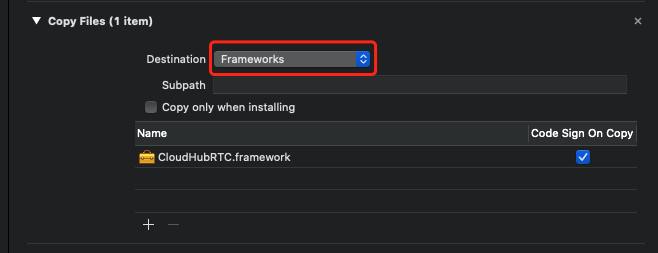 Copy Files (1 item)
Destination Frameworks
Subpath
Copy only when installing
Name Code Sign On Copy
CloudHubRTC.framework